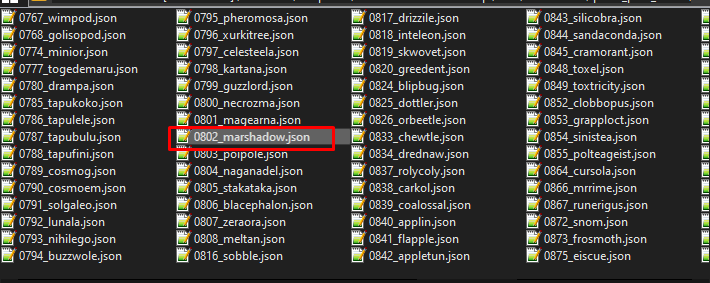 0767_wimpod.json
0768_golisopod.json
0774_minior.json
0777_togedemaru.json
0780_drampa.json
0785_tapukoko.json
0786_tapulele.json
0787_tapubulu.json
0788_tapufini.json
0789_cosmog.json
0790_cosmoem.json
0791_solgaleo.json
0792_lunala.json
0793_nihilego.json
0794_buzzwole.json
0795_pheromosa.json
0796_xurkitree.json
0797_celesteela.json
0798_kartana.json
0799_guzzlord.json
0800_necrozma.json
0801_magearna.json
0802_marshadow.json
0803_poipole.json
0804_naganadel.json
0805_stakataka.json
0806_blacephalon.json
0807_zeraora.json
0808_meltan.json
0816_sobble.json
0817_drizzile.json
0818_inteleon.json
0819_skwovet.json
0820_greedent.json
0824_blipbug.json
0825_dottler.json
0826_orbeetle.json
0833_chewtle.json
0834_drednaw.json
0837_rolycoly.json
0838_carkol.json
0839_coalossal.json
0840_applin.json
0841_flapple.json
0842_appletun.json
0843_silicobra.json
0844_sandaconda.json
0845_cramorant.json
0848_toxel.json
0849_toxtricity.json
0852_clobbopus.json
0853_grapploct.json
0854_sinistea.json
0855_polteageist.json
0864_cursola.json
0866_mrrime.json
0867_runerigus.json
0872_snom.json
0873_frosmoth.json
0875_eiscue.json